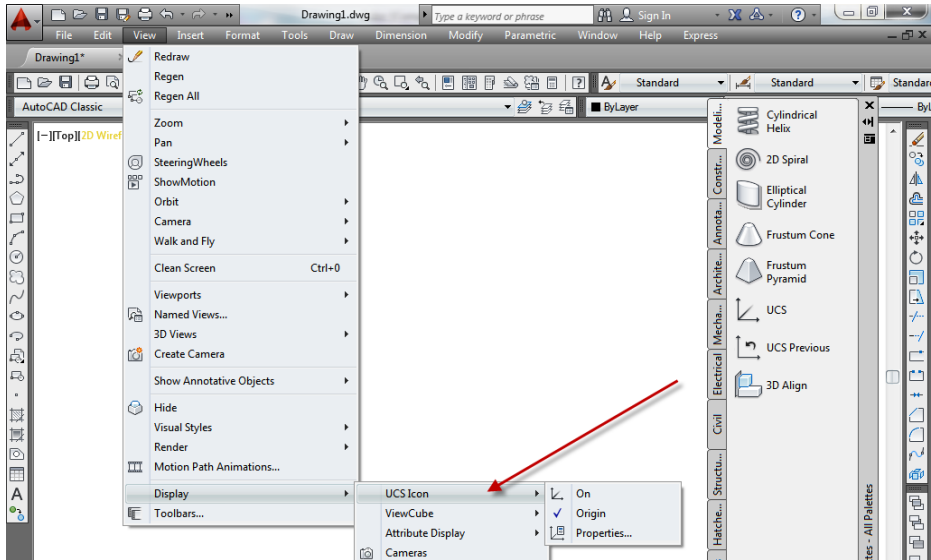 Drawing1.dwg
Type a keyword or phrase
Sign In
File Edit View Insert Format Tools Draw Dimension Modify Parametric Window Help Express
Drawing1*
Standard
Standard
Standar
AutoCAD Classic
ByLayer
ByL
[−][Top][2D Wiref
Redraw
Regen
Regen All
Zoom
Pan
SteeringWheels
ShowMotion
Orbit
Camera
Walk and Fly
Clean Screen Ctrl+0
Viewports
Named Views...
3D Views
Create Camera
Show Annotative Objects
Hide
Visual Styles
Render
Motion Path Animations...
Display
Toolbars...
UCS Icon
ViewCube
Attribute Display
Cameras
On
Origin
Properties...
Modeli...
Constr...
Annota...
Archite...
Mecha...
Electrical
Civil
Structu...
Hatche...
Cylindrical
Helix
2D Spiral
Elliptical
Cylinder
Frustum Cone
Frustum
Pyramid
UCS
UCS Previous
3D Align
tes - All Palettes